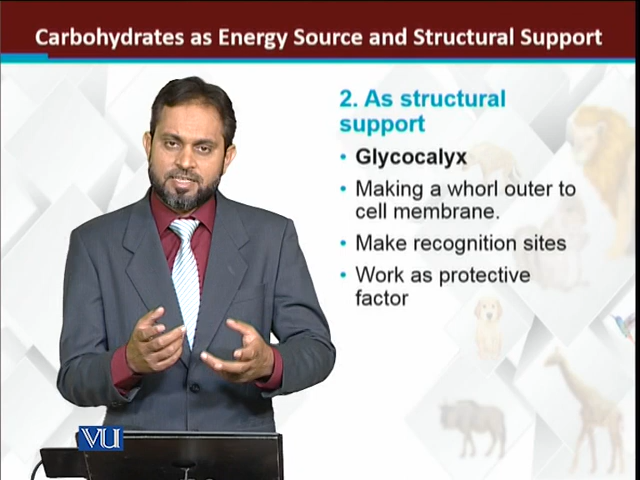 Carbohydrates as Energy Source and Structural Support
2. As structural
support
• Glycocalyx
• Making a whorl outer to
cell membrane.
• Make recognition sites
• Work as protective
factor
VU